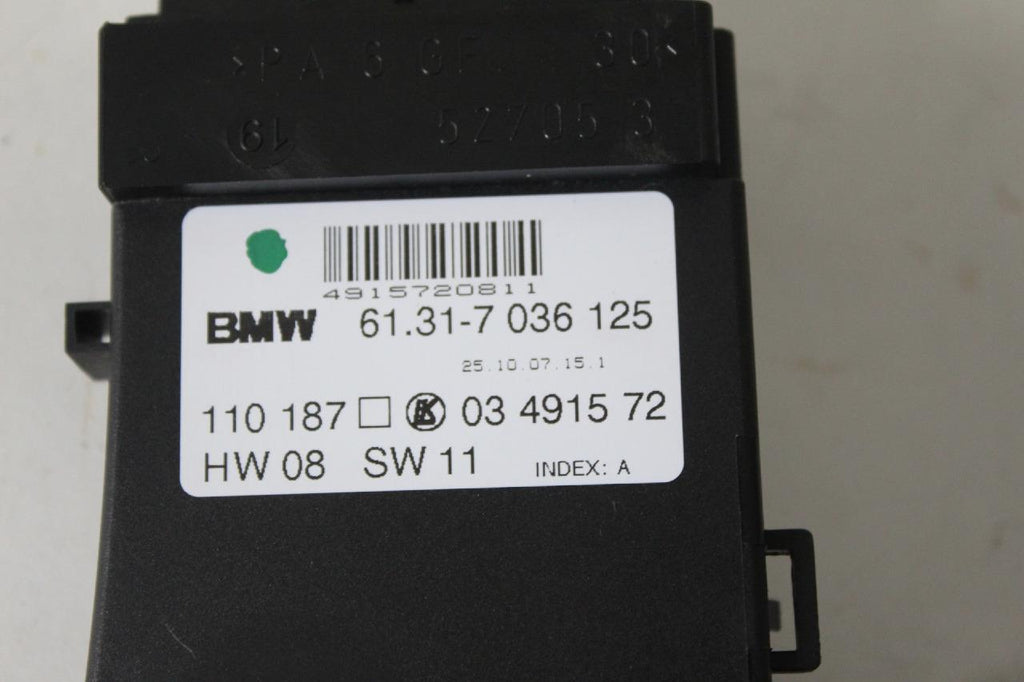 >PA 6 GF 30<
19 52705 3
4915720811
BMW 61.31-7 036 125
25.10.07.15.1
110 187 □ K 03 4915 72
HW 08 SW 11 INDEX: A